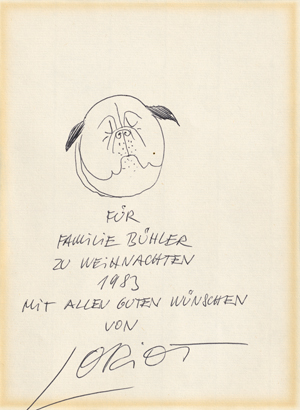 FÜR
FAMILIE BÜHLER
ZU WEIHNACHTEN
1983
MIT ALLEN GUTEN WÜNSCHEN
VON
LORIOT